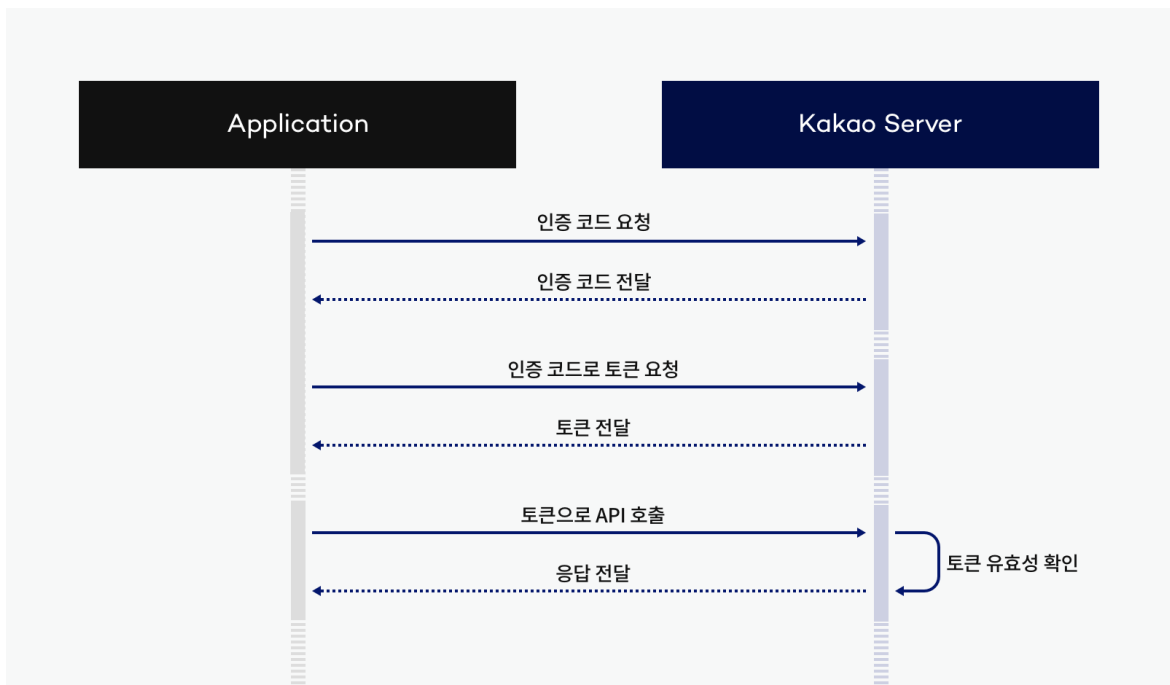 Application
Kakao Server
인증 코드 요청
인증 코드 전달
인증 코드로 토큰 요청
토큰 전달
토큰으로 API 호출
토큰 유효성 확인
응답 전달